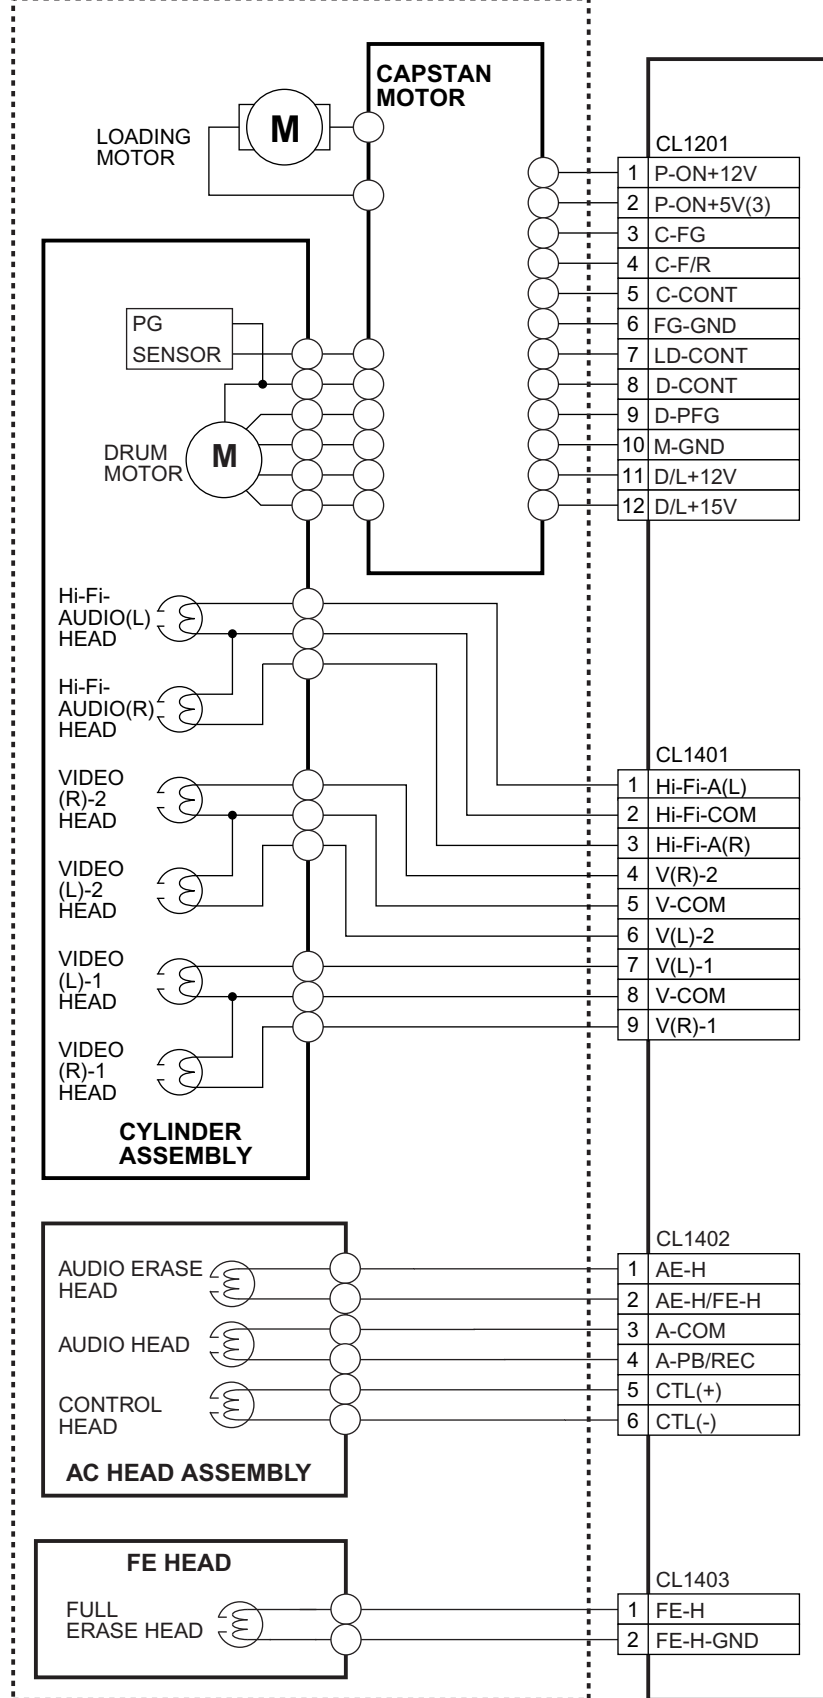 CAPSTAN
MOTOR
M
LOADING
MOTOR
CL1201
1 P-ON+12V
2 P-ON+5V(3)
3 C-FG
4 C-F/R
5 C-CONT
6 FG-GND
7 LD-CONT
8 D-CONT
9 D-PFG
10 M-GND
11 D/L+12V
12 D/L+15V
PG
SENSOR
DRUM
MOTOR
M
Hi-Fi-
AUDIO(L)
HEAD
Hi-Fi-
AUDIO(R)
HEAD
VIDEO
(R)-2
HEAD
VIDEO
(L)-2
HEAD
VIDEO
(L)-1
HEAD
VIDEO
(R)-1
HEAD
CYLINDER
ASSEMBLY
CL1401
1 Hi-Fi-A(L)
2 Hi-Fi-COM
3 Hi-Fi-A(R)
4 V(R)-2
5 V-COM
6 V(L)-2
7 V(L)-1
8 V-COM
9 V(R)-1
AUDIO ERASE
HEAD
AUDIO HEAD
CONTROL
HEAD
AC HEAD ASSEMBLY
CL1402
1 AE-H
2 AE-H/FE-H
3 A-COM
4 A-PB/REC
5 CTL(+)
6 CTL(-)
FE HEAD
FULL
ERASE HEAD
CL1403
1 FE-H
2 FE-H-GND